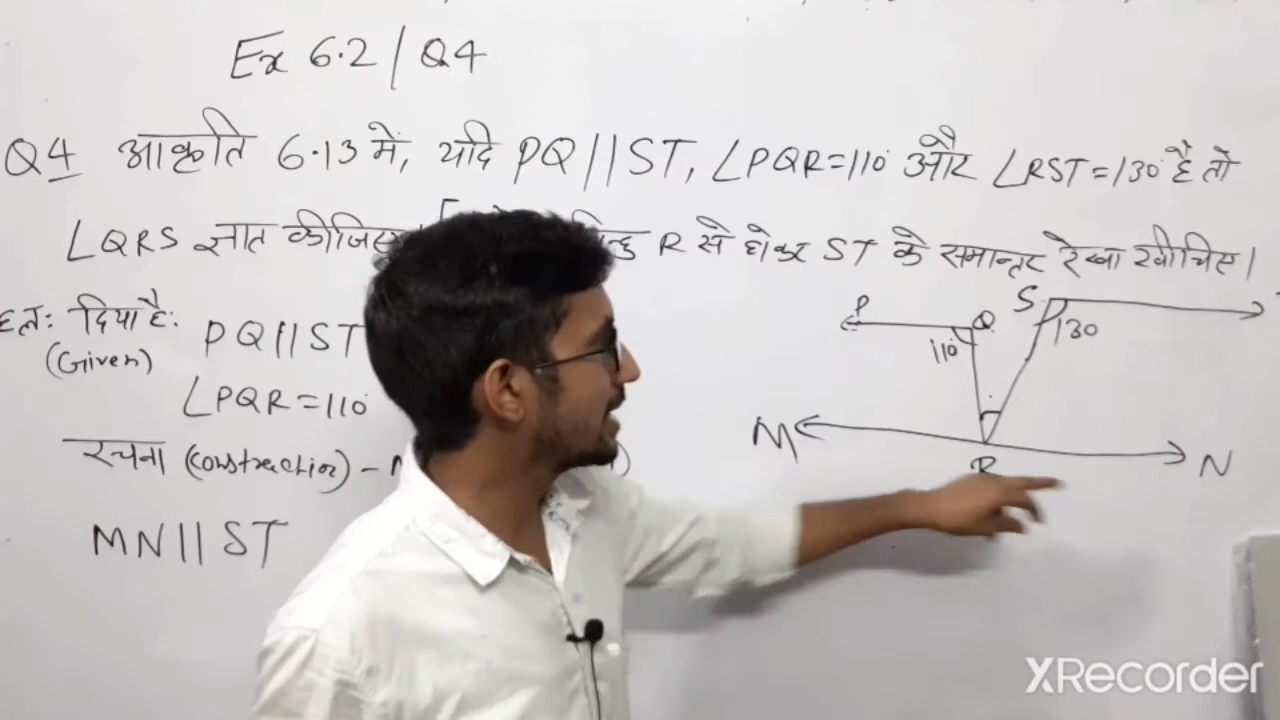 Ex 6.2 / Q4
Q4 आकृति 6.13 में, यदि PQ || ST, ∠PQR = 110° और ∠RST = 130° है तो
∠QRS ज्ञात कीजिए R से होकर ST के समान्तर रेखा खींचिए।
हल: दिया है:
(Given)
PQ || ST
∠PQR = 110°
रचना (Construction) -
MN || ST
P
Q
S
110°
130
M
N
R
XRecorder